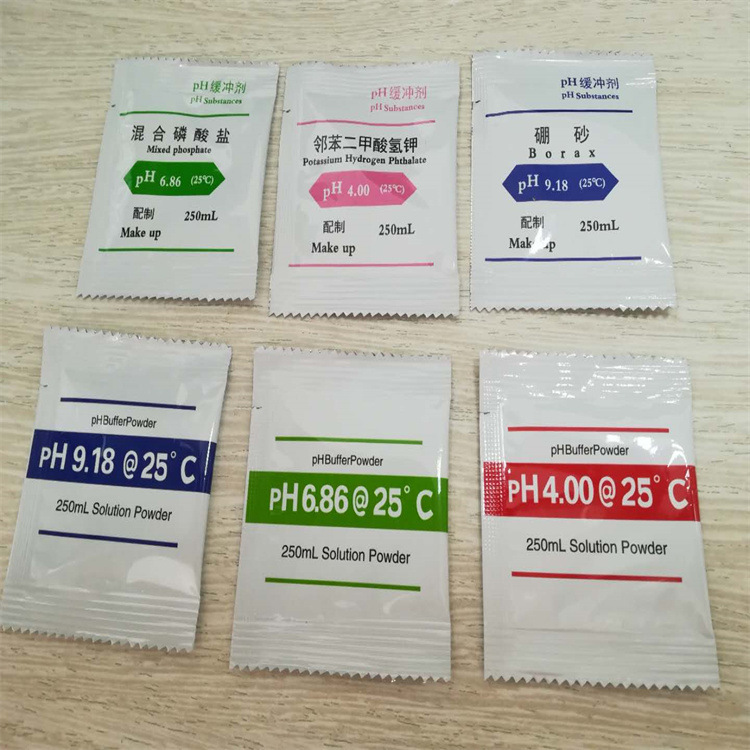 pH缓冲剂
pH Substances
混合磷酸盐
Mixed phosphate
pH 6.86 (25℃)
配制 250mL
Make up
pH缓冲剂
pH Substances
邻苯二甲酸氢钾
Potassium Hydrogen Phthalate
pH 4.00 (25℃)
配制 250mL
Make up
pH缓冲剂
pH Substances
硼 砂
Borax
pH 9.18 (25℃)
配制 250mL
Make up
pHBufferPowder
pH 9.18 @ 25°C
250mL Solution Powder
pHBufferPowder
pH 6.86 @ 25°C
250mL Solution Powder
pHBufferPowder
pH 4.00 @ 25°C
250mL Solution Powder